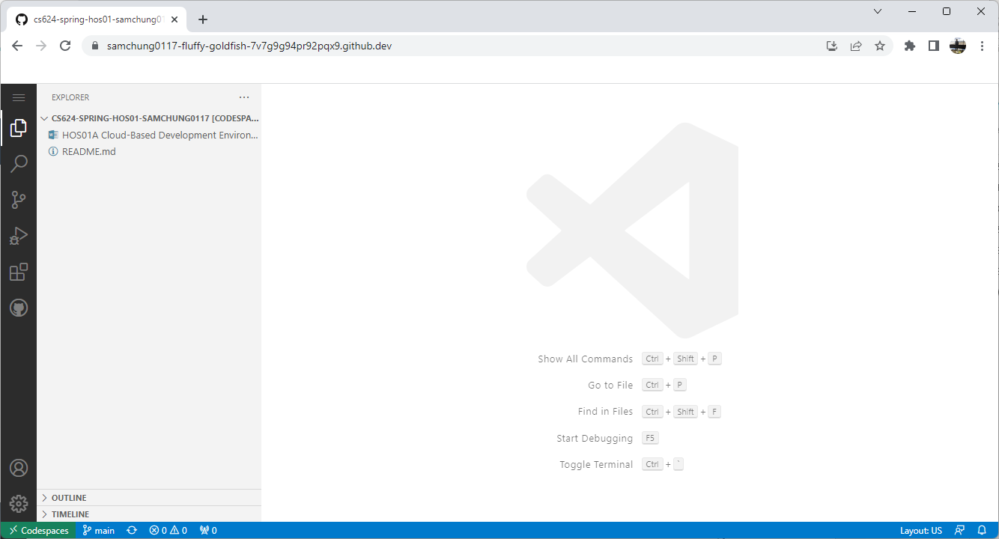 cs624-spring-hos01-samchung01
samchung0117-fluffy-goldfish-7v7g9g94pr92pqx9.github.dev
EXPLORER
CS624-SPRING-HOS01-SAMCHUNG0117 [CODESPA...
HOS01A Cloud-Based Development Environ...
README.md
Show All Commands Ctrl + Shift + P
Go to File Ctrl + P
Find in Files Ctrl + Shift + F
Start Debugging F5
Toggle Terminal Ctrl + `
OUTLINE
TIMELINE
Codespaces main 0 0 0 Layout: US